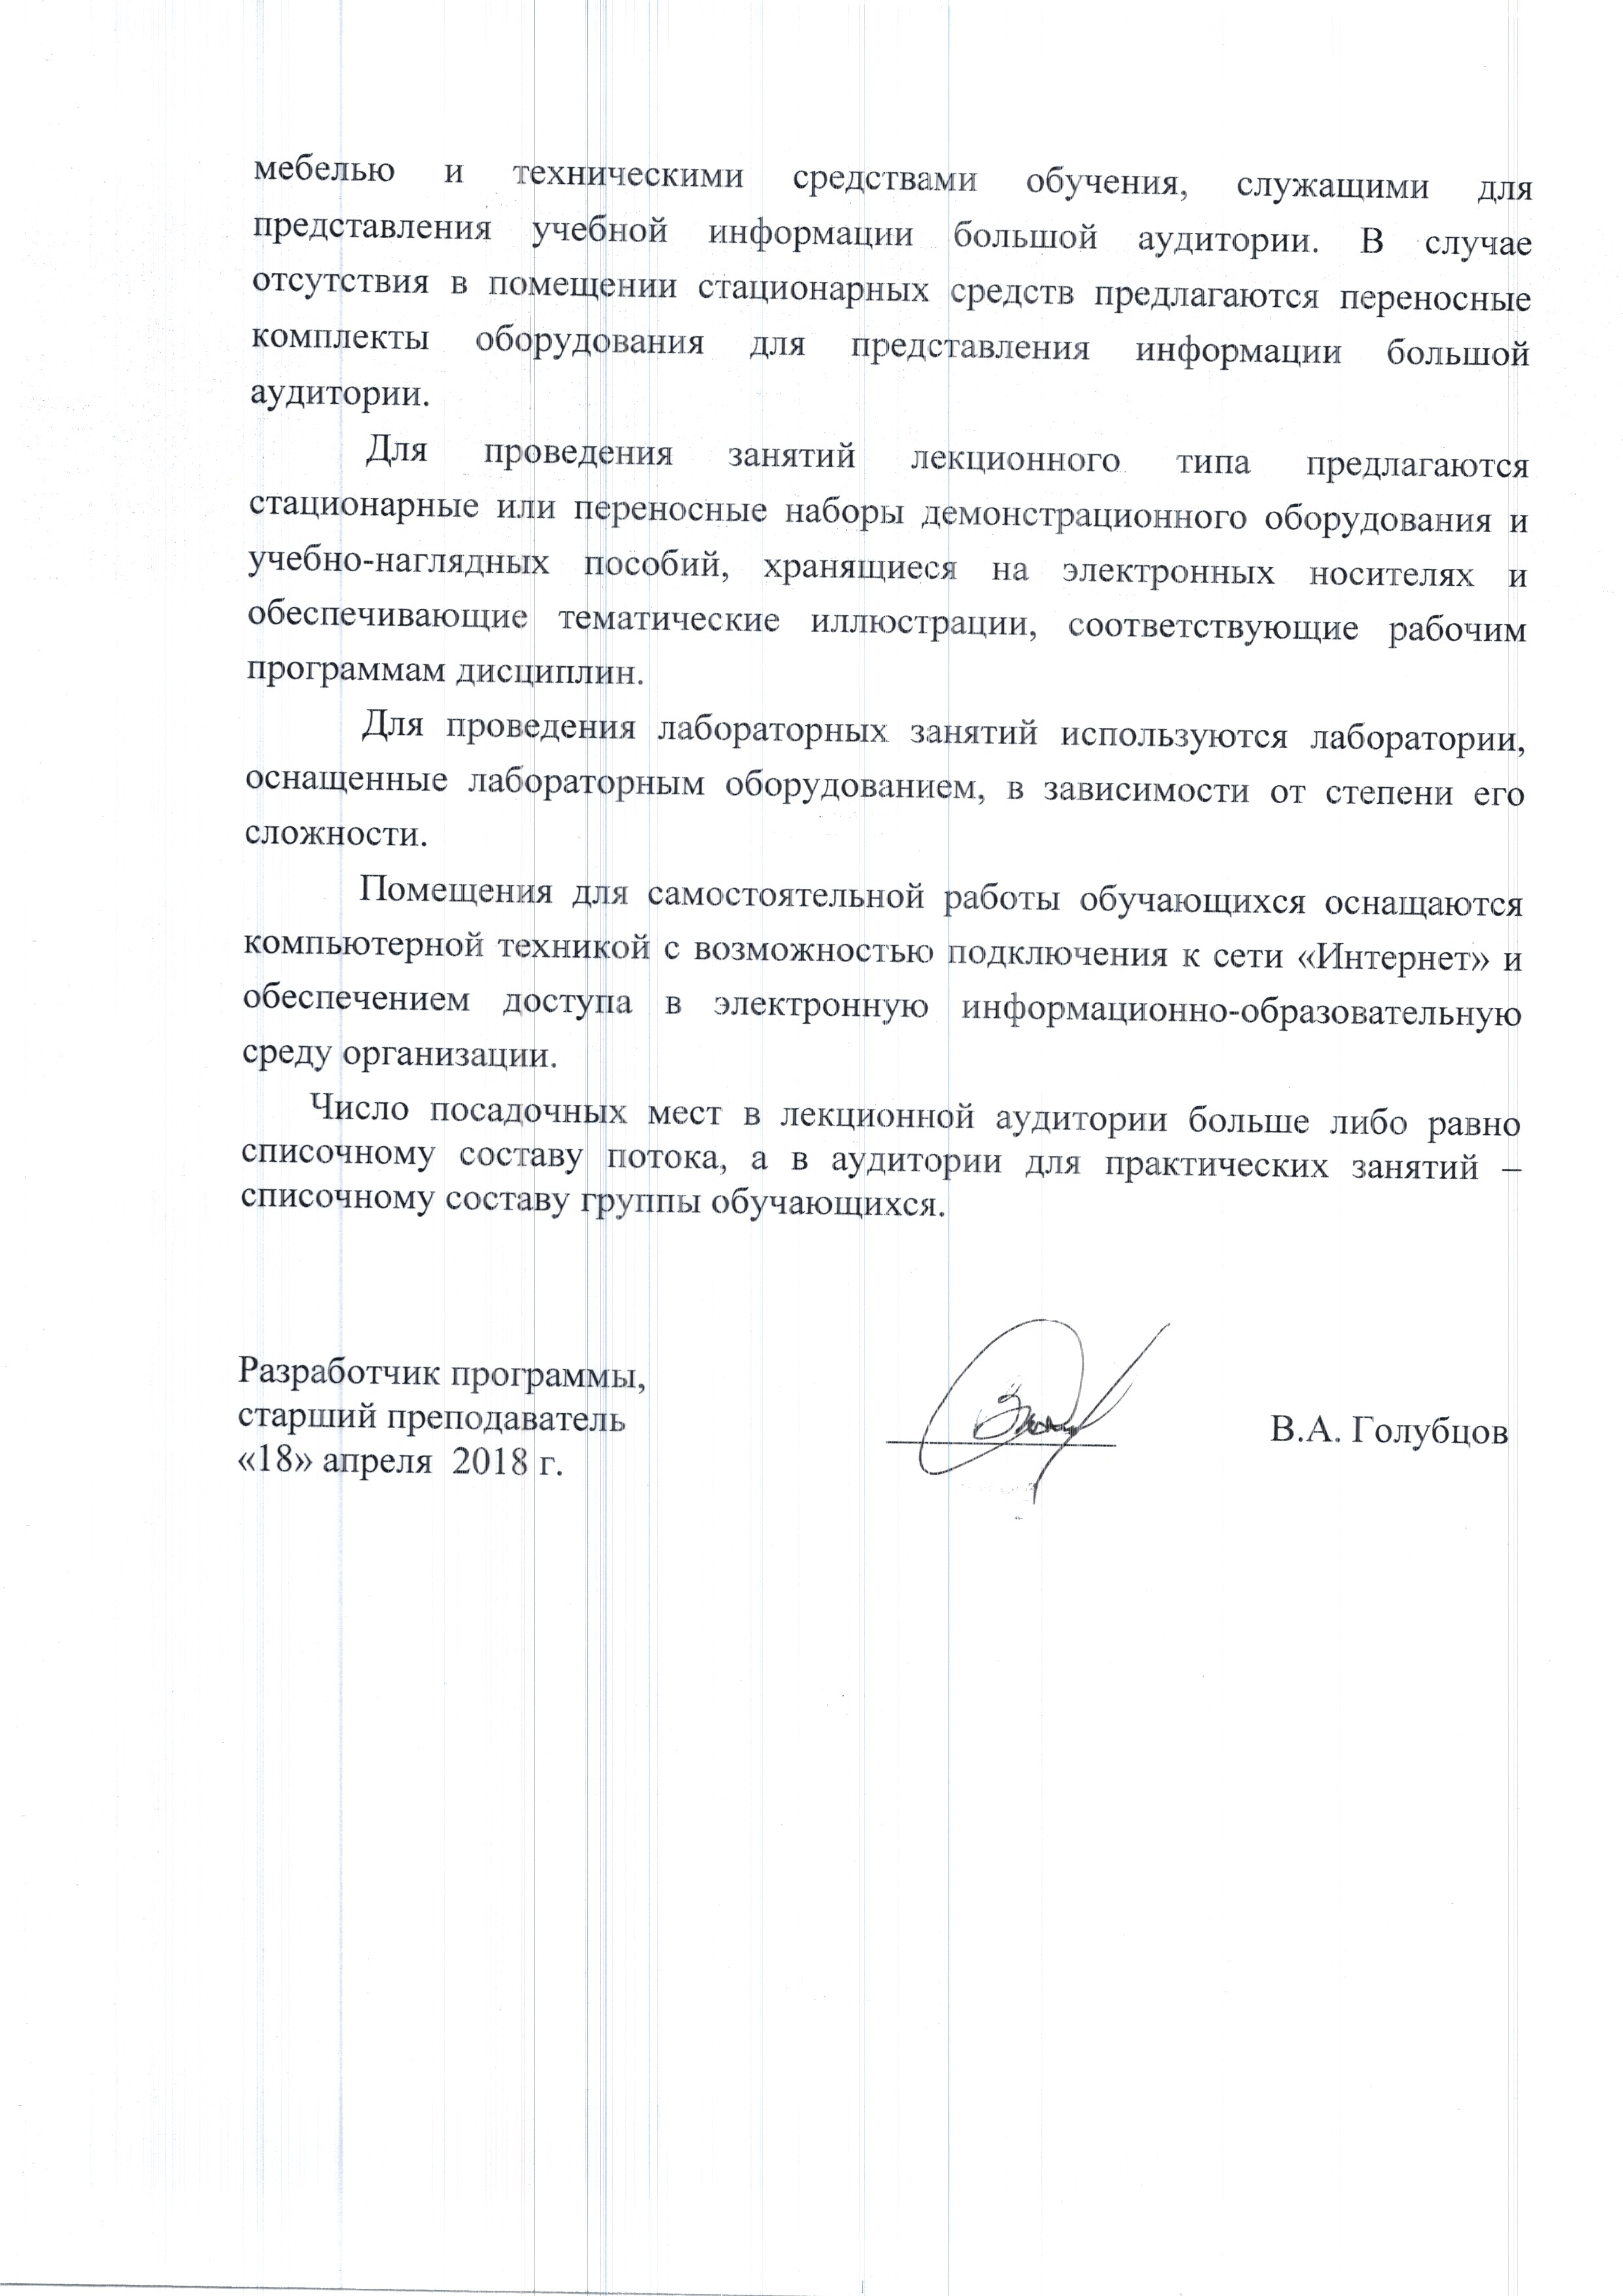 мебелью и техническими средствами обучения, служащими для
представления учебной информации большой аудитории. В случае
отсутствия в помещении стационарных средств предлагаются переносные
комплекты оборудования для представления информации большой
аудитории.
Для проведения занятий лекционного типа предлагаются
стационарные или переносные наборы демонстрационного оборудования и
учебно-наглядных пособий, хранящиеся на электронных носителях и
обеспечивающие тематические иллюстрации, соответствующие рабочим
программам дисциплин.
Для проведения лабораторных занятий используются лаборатории,
оснащенные лабораторным оборудованием, в зависимости от степени его
сложности.
Помещения для самостоятельной работы обучающихся оснащаются
компьютерной техникой с возможностью подключения к сети «Интернет» и
обеспечением доступа в электронную информационно-образовательную
среду организации.
Число посадочных мест в лекционной аудитории больше либо равно
списочному составу потока, а в аудитории для практических занятий –
списочному составу группы обучающихся.
Разработчик программы,
старший преподаватель
В.А. Голубцов
«18» апреля 2018 г.